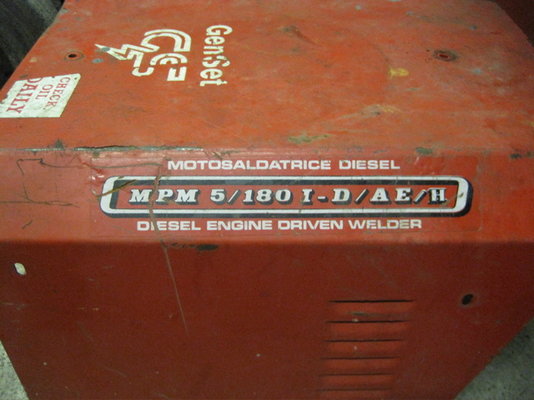 GenSet
CHECK
OIL
DAILY
MOTOSALDATRICE DIESEL
MPM 5/180 I-D/AE/H
DIESEL ENGINE DRIVEN WELDER